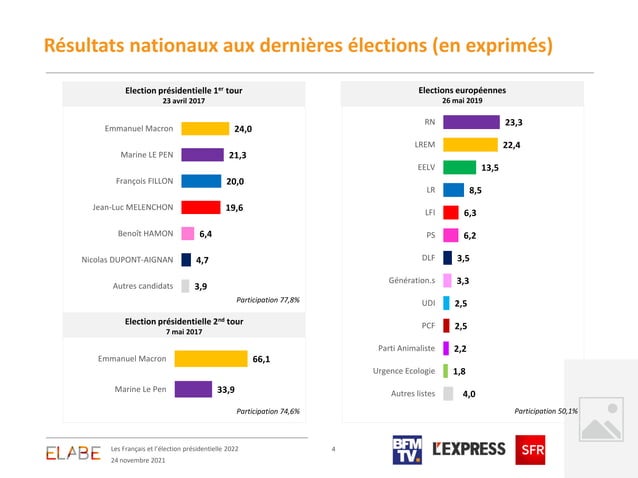 Résultats nationaux aux dernières élections (en exprimés)
Election présidentielle 1er tour
23 avril 2017
Emmanuel Macron 24,0
Marine LE PEN 21,3
François FILLON 20,0
Jean-Luc MELENCHON 19,6
Benoît HAMON 6,4
Nicolas DUPONT-AIGNAN 4,7
Autres candidats 3,9
Participation 77,8%
Election présidentielle 2nd tour
7 mai 2017
Emmanuel Macron 66,1
Marine Le Pen 33,9
Participation 74,6%
Elections européennes
26 mai 2019
RN 23,3
LREM 22,4
EELV 13,5
LR 8,5
LFI 6,3
PS 6,2
DLF 3,5
Génération.s 3,3
UDI 2,5
PCF 2,5
Parti Animaliste 2,2
Urgence Ecologie 1,8
Autres listes 4,0
Participation 50,1%
ELABE
Les Français et l'élection présidentielle 2022
24 novembre 2021
4
BFM
TV.
L'EXPRESS
SFR